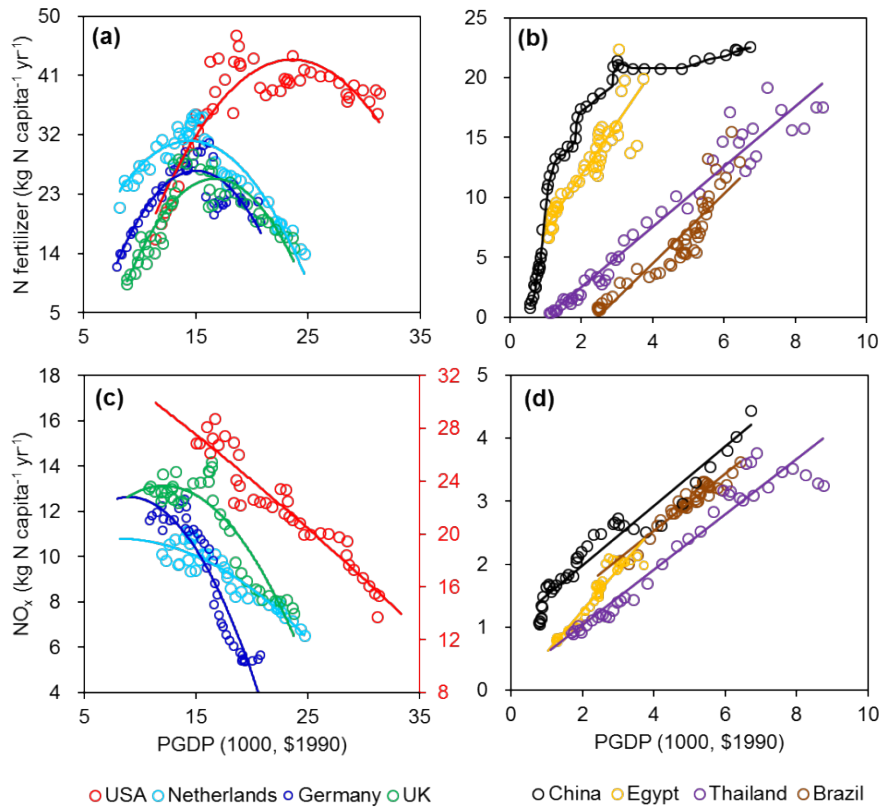 (a)
N fertilizer (kg N capita⁻¹ yr⁻¹)
50
41
32
23
14
5
5 15 25 35
(b)
25
20
15
10
5
0
0 2 4 6 8 10
(c)
NOₓ (kg N capita⁻¹ yr⁻¹)
18
16
14
12
10
8
6
4
32
28
24
20
16
12
8
5 15 25 35
PGDP (1000, $1990)
(d)
5
4
3
2
1
0
0 2 4 6 8 10
PGDP (1000, $1990)
USA Netherlands Germany UK
China Egypt Thailand Brazil